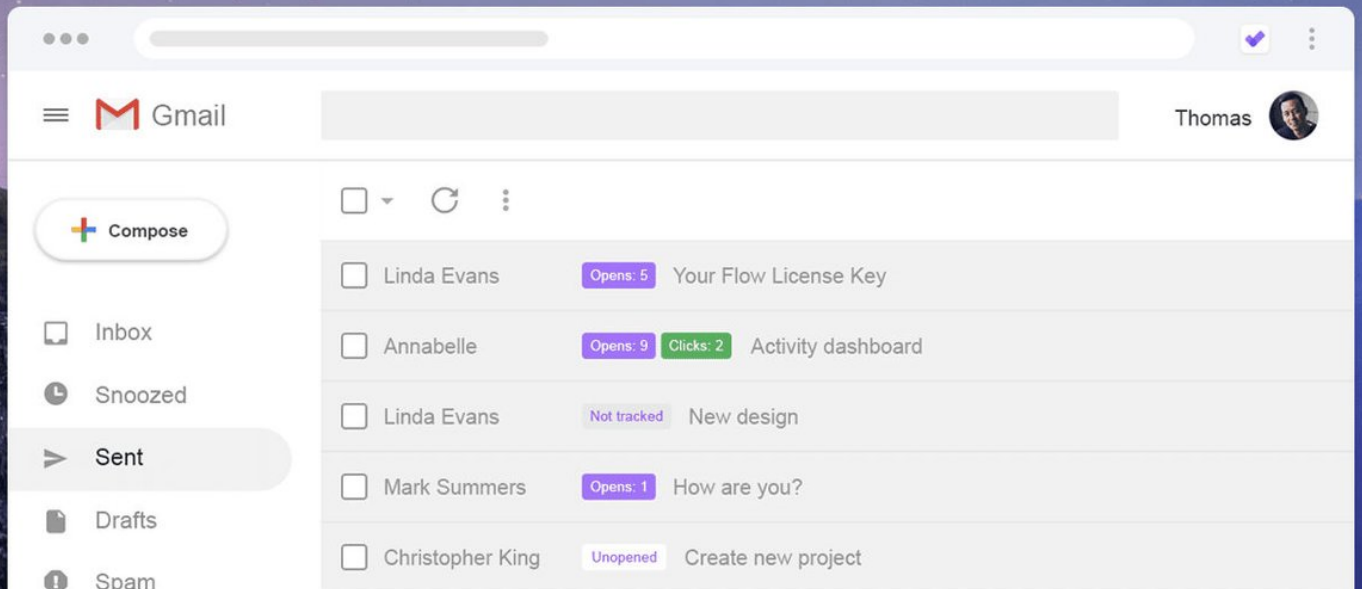 Gmail
Thomas
Compose
Inbox
Snoozed
Sent
Drafts
Spam
Linda Evans Opens: 5 Your Flow License Key
Annabelle Opens: 9 Clicks: 2 Activity dashboard
Linda Evans Not tracked New design
Mark Summers Opens: 1 How are you?
Christopher King Unopened Create new project